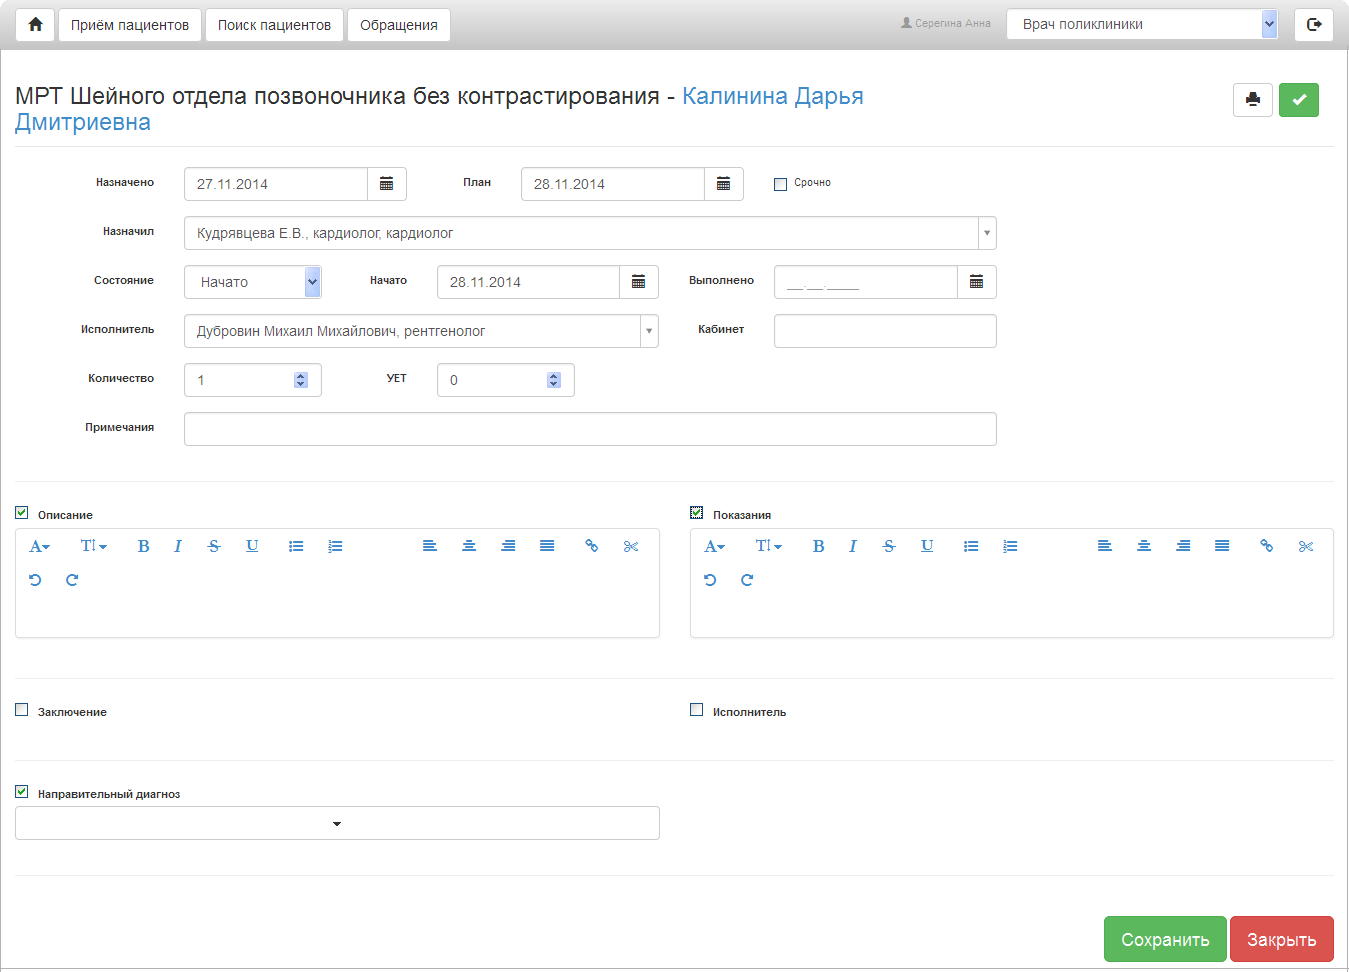 Приём пациентов Поиск пациентов Обращения Серегина Анна Врач поликлиники
МРТ Шейного отдела позвоночника без контрастирования - Калинина Дарья
Дмитриевна
Назначено 27.11.2014 План 28.11.2014 Срочно
Назначил Кудрявцева Е.В., кардиолог, кардиолог
Состояние Начато Начато 28.11.2014 Выполнено __.__.____
Исполнитель Дубровин Михаил Михайлович, рентгенолог Кабинет
Количество 1 УЕТ 0
Примечания
Описание Показания
Заключение Исполнитель
Направительный диагноз
Сохранить Закрыть